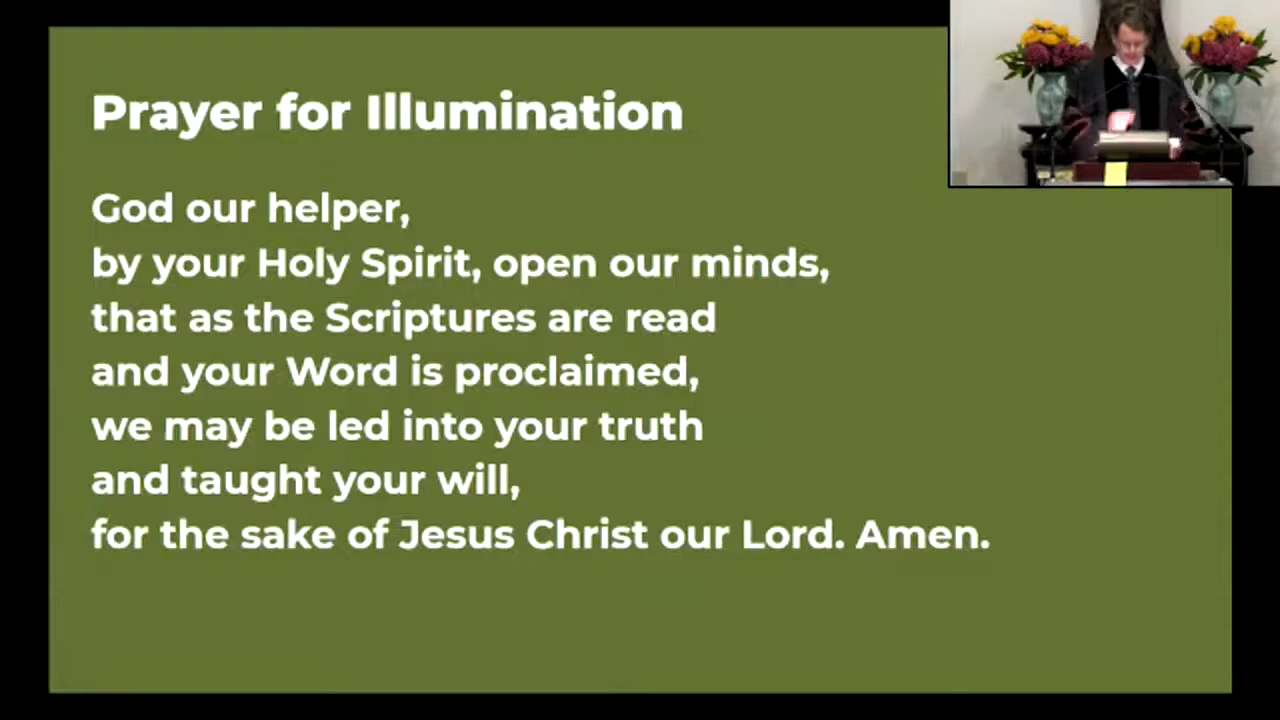 Prayer for Illumination
God our helper,
by your Holy Spirit, open our minds,
that as the Scriptures are read
and your Word is proclaimed,
we may be led into your truth
and taught your will,
for the sake of Jesus Christ our Lord. Amen.